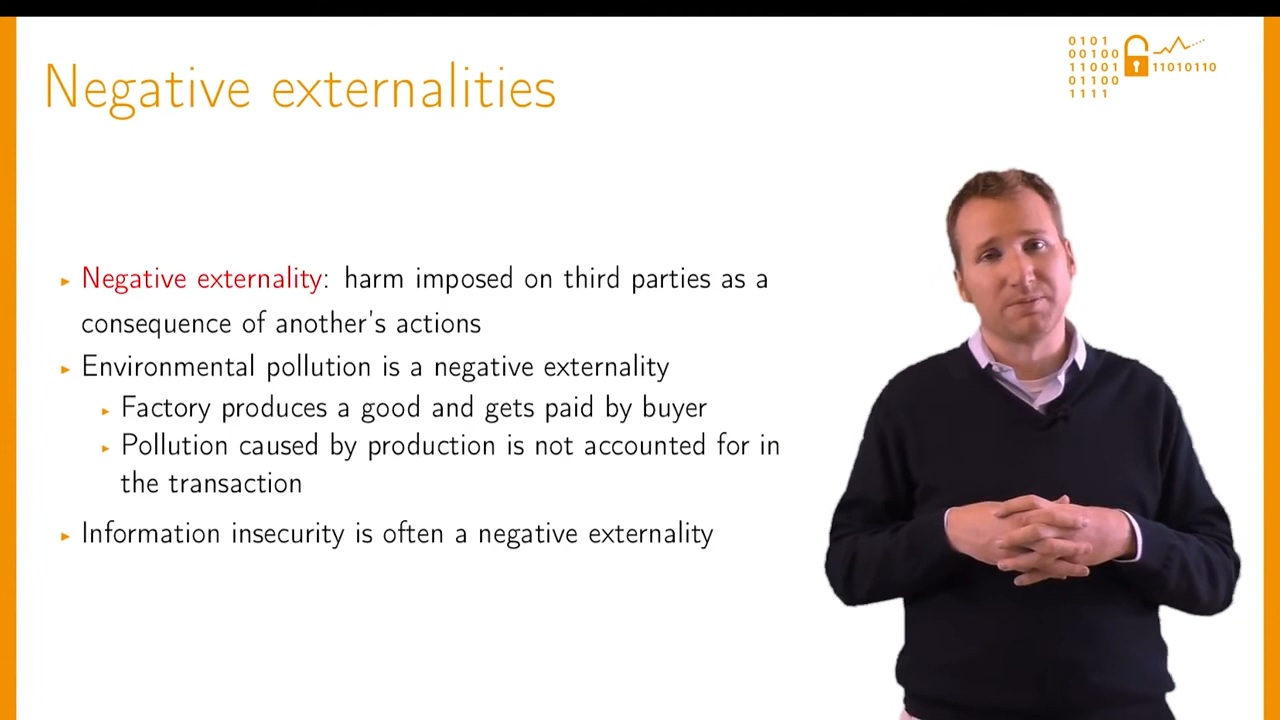 Negative externalities
0101
00100
11001
01100
1111
11010110
▸ Negative externality: harm imposed on third parties as a
consequence of another's actions
▸ Environmental pollution is a negative externality
▸ Factory produces a good and gets paid by buyer
▸ Pollution caused by production is not accounted for in
the transaction
▸ Information insecurity is often a negative externality